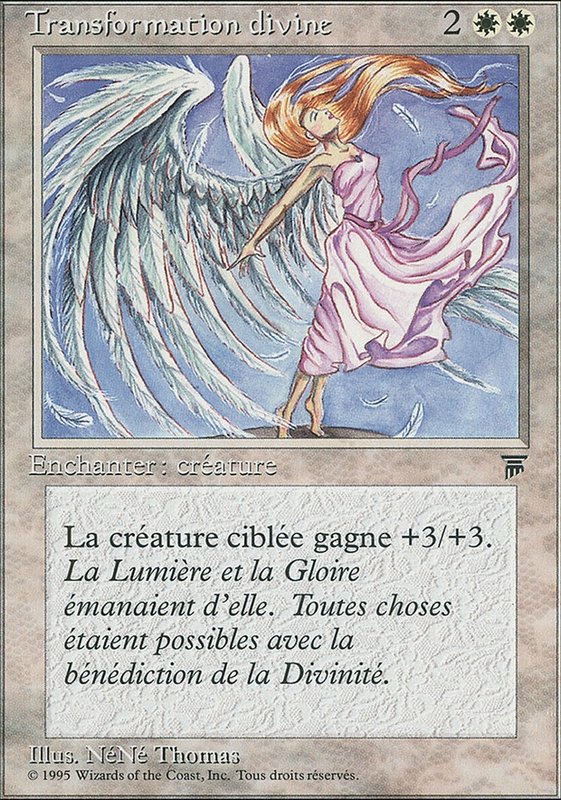 Transformation divine 2
Enchanter : créature
La créature ciblée gagne +3/+3.
La Lumière et la Gloire
émanaient d'elle. Toutes choses
étaient possibles avec la
bénédiction de la Divinité.
Illus. NéNé Thomas
© 1995 Wizards of the Coast, Inc. Tous droits réservés.